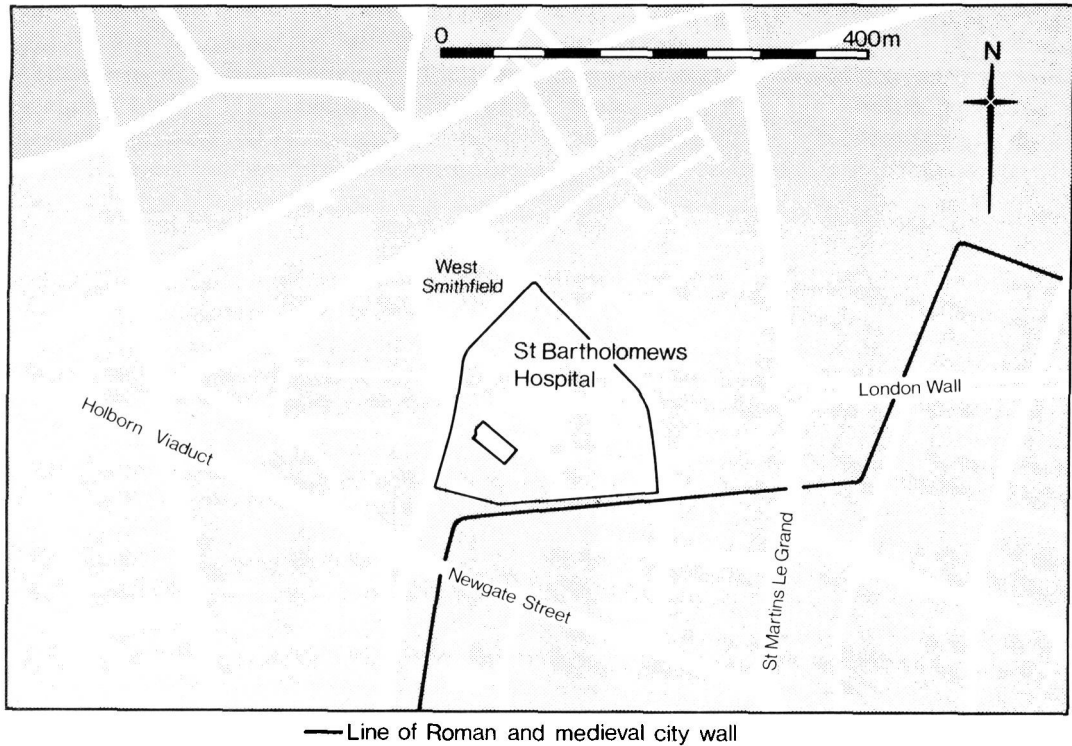 0 400m
N
West
Smithfield
St Bartholomews
Hospital
London Wall
Holborn Viaduct
Newgate Street
St Martins Le Grand
Line of Roman and medieval city wall